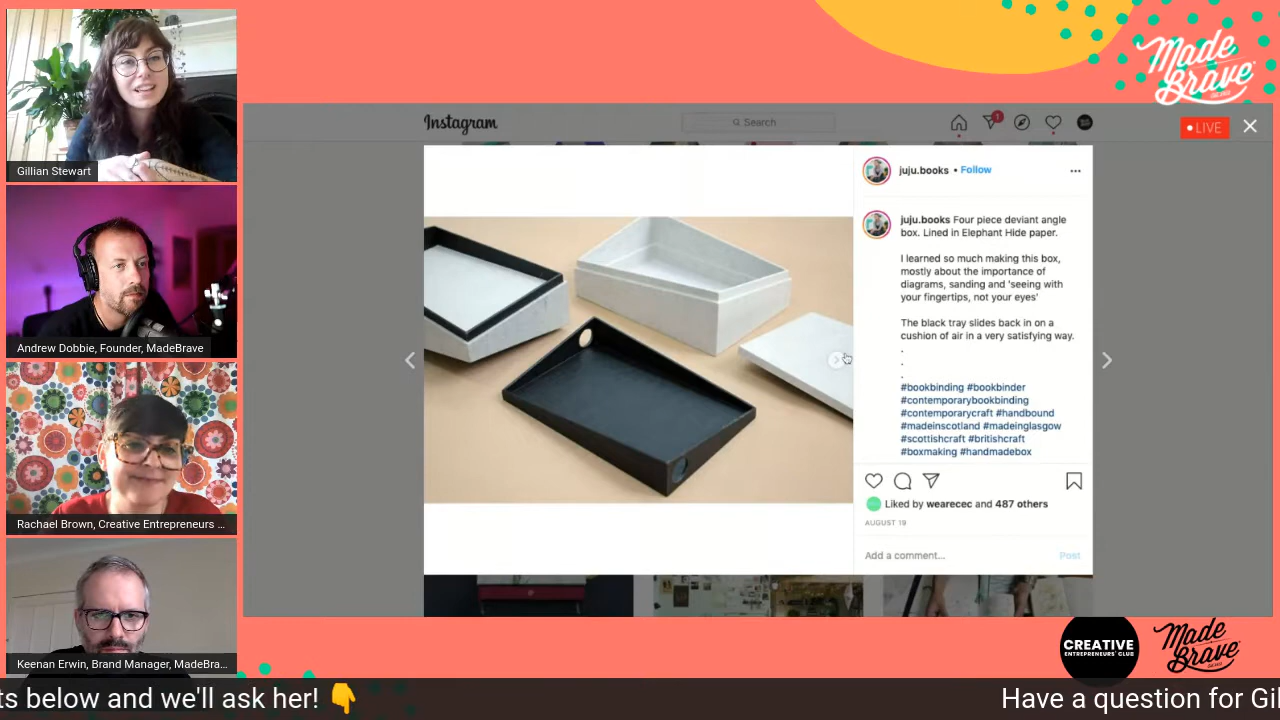 Gillian Stewart
Andrew Dobbie, Founder, MadeBrave
Rachael Brown, Creative Entrepreneurs ...
Keenan Erwin, Brand Manager, MadeBra...
Made
Brave
LIVE
Instagram
Search
1
juju.books • Follow
juju.books Four piece deviant angle
box. Lined in Elephant Hide paper.
I learned so much making this box,
mostly about the importance of
diagrams, sanding and 'seeing with
your fingertips, not your eyes'
The black tray slides back in on a
cushion of air in a very satisfying way.
.
.
.
#bookbinding #bookbinder
#contemporarybookbinding
#contemporarycraft #handbound
#madeinscotland #madeinglasgow
#scottishcraft #britishcraft
#boxmaking #handmadebox
Liked by wearecec and 487 others
AUGUST 19
Add a comment... Post
CREATIVE
ENTREPRENEURS' CLUB
Made
Brave
ts below and we'll ask her! 👇 Have a question for Gil